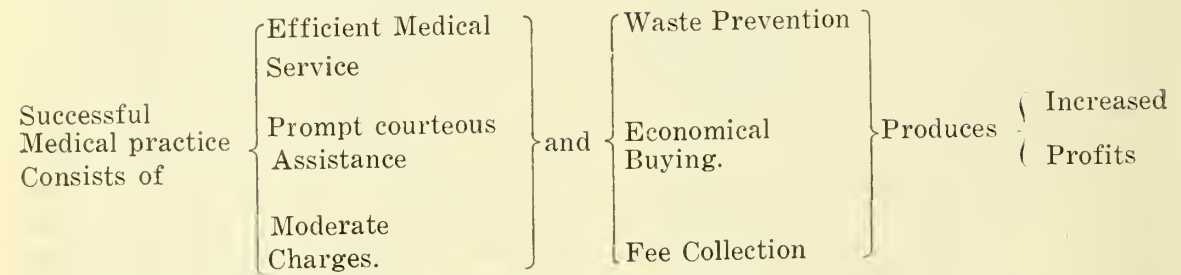 Successful
Medical practice
Consists of
Efficient Medical
Service
Prompt courteous
Assistance
Moderate
Charges.
and
Waste Prevention
Economical
Buying.
Fee Collection
Produces
Increased
Profits